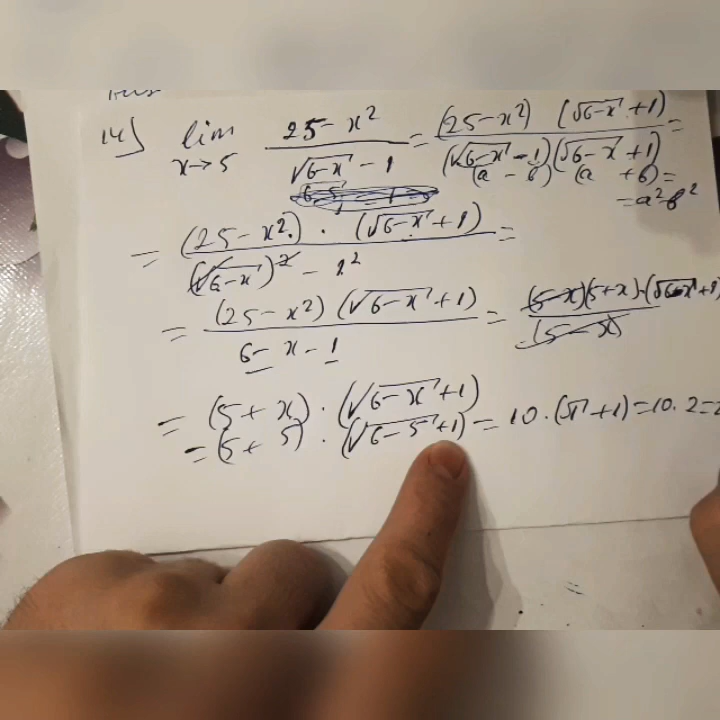 14) lim x→5 (25-x²)/(√(6-x) - 1) = (25-x²)(√(6-x) + 1)/((√(6-x) - 1)(√(6-x) + 1)) =
(a - b) (a + b) =
= a² - b²
= (25-x²) · (√(6-x) + 1)/((√(6-x))² - 1²) =
= (25-x²)(√(6-x) + 1)/(6-x-1) = (5-x)(5+x)·(√(6-x)+1)/(5-x)
= (5+x) · (√(6-x) + 1)
= (5+5) · (√(6-5) + 1) = 10 · (√1 + 1) = 10 · 2 = 2